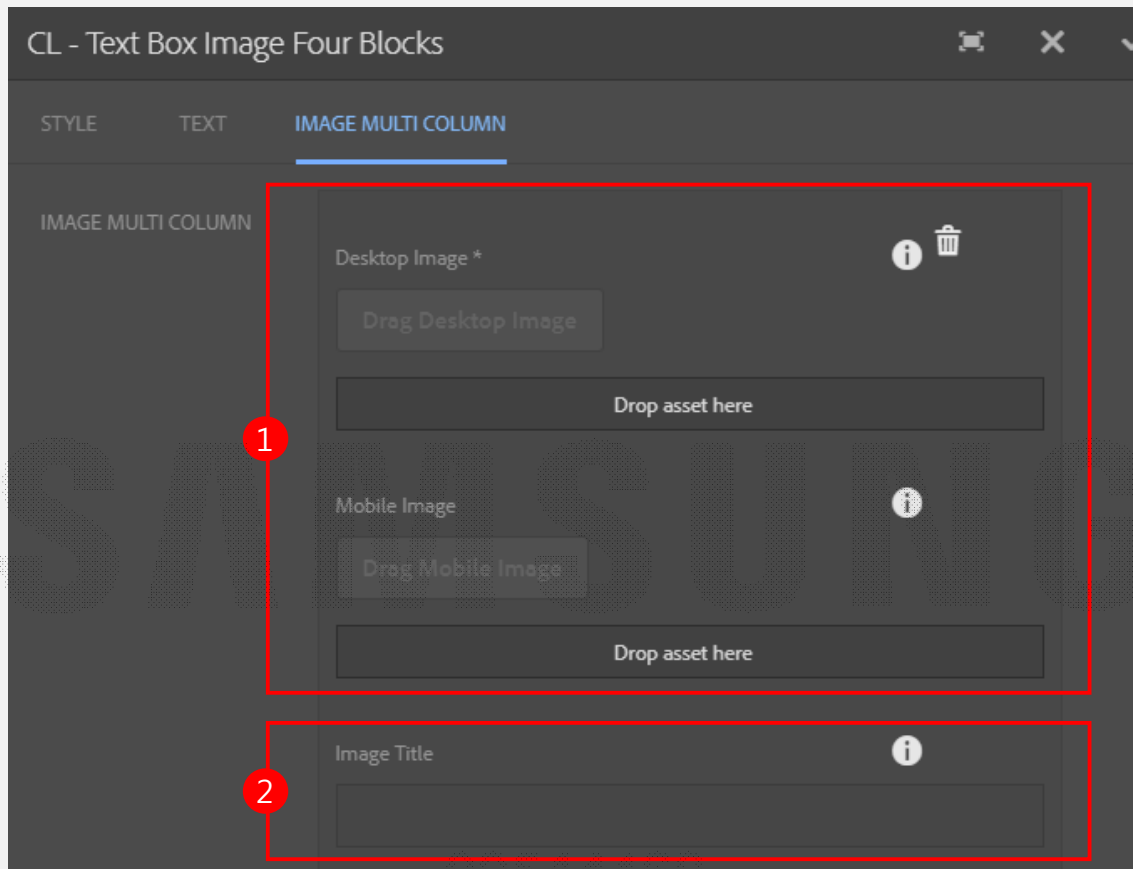 CL - Text Box Image Four Blocks
STYLE TEXT IMAGE MULTI COLUMN
IMAGE MULTI COLUMN
Desktop Image *
Drag Desktop Image
Drop asset here
1
SAMSUNG
Mobile Image
Drag Mobile Image
Drop asset here
Image Title
2